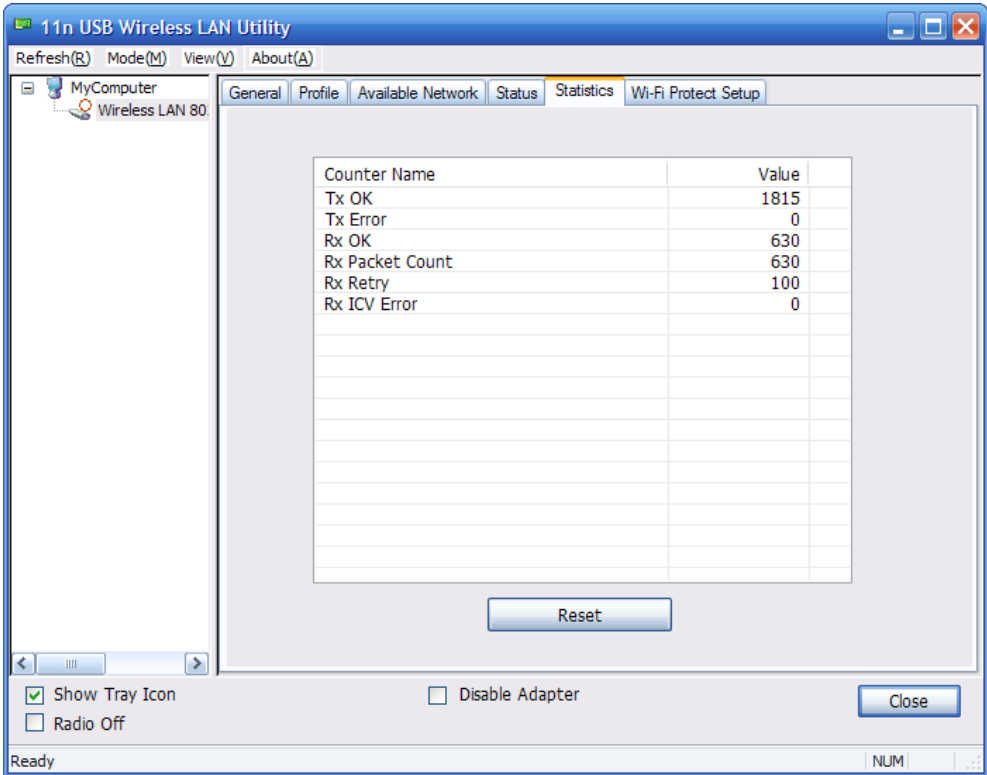 11n USB Wireless LAN Utility
Refresh(R) Mode(M) View(V) About(A)
MyComputer
Wireless LAN 80
General Profile Available Network Status Statistics Wi-Fi Protect Setup
Counter Name Value
Tx OK 1815
Tx Error 0
Rx OK 630
Rx Packet Count 630
Rx Retry 100
Rx ICV Error 0
Reset
Show Tray Icon Disable Adapter
Close
Radio Off
Ready NUM